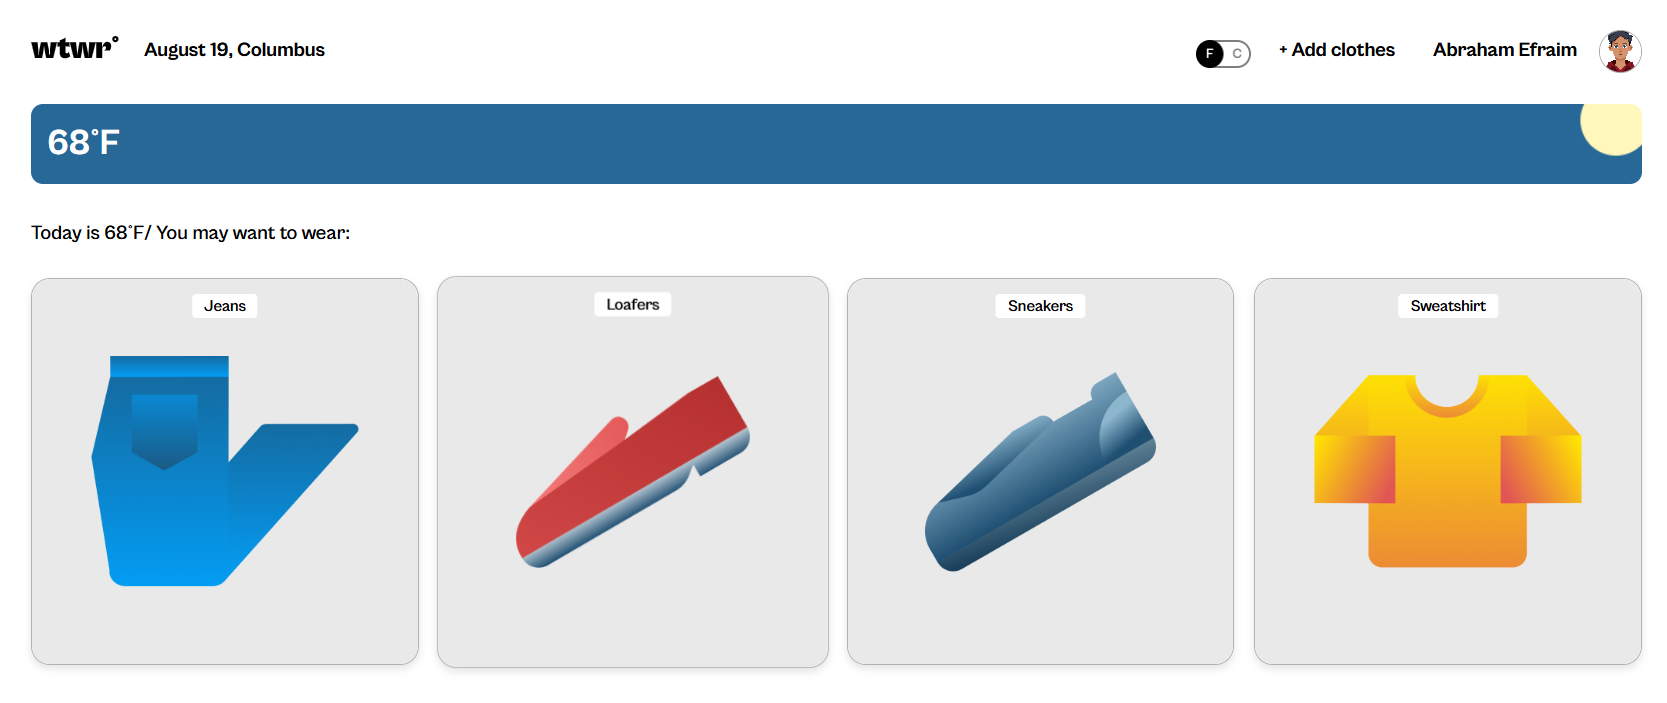 wtwr°
August 19, Columbus
F C
+ Add clothes
Abraham Efraim
68°F
Today is 68°F/ You may want to wear:
Jeans
Loafers
Sneakers
Sweatshirt